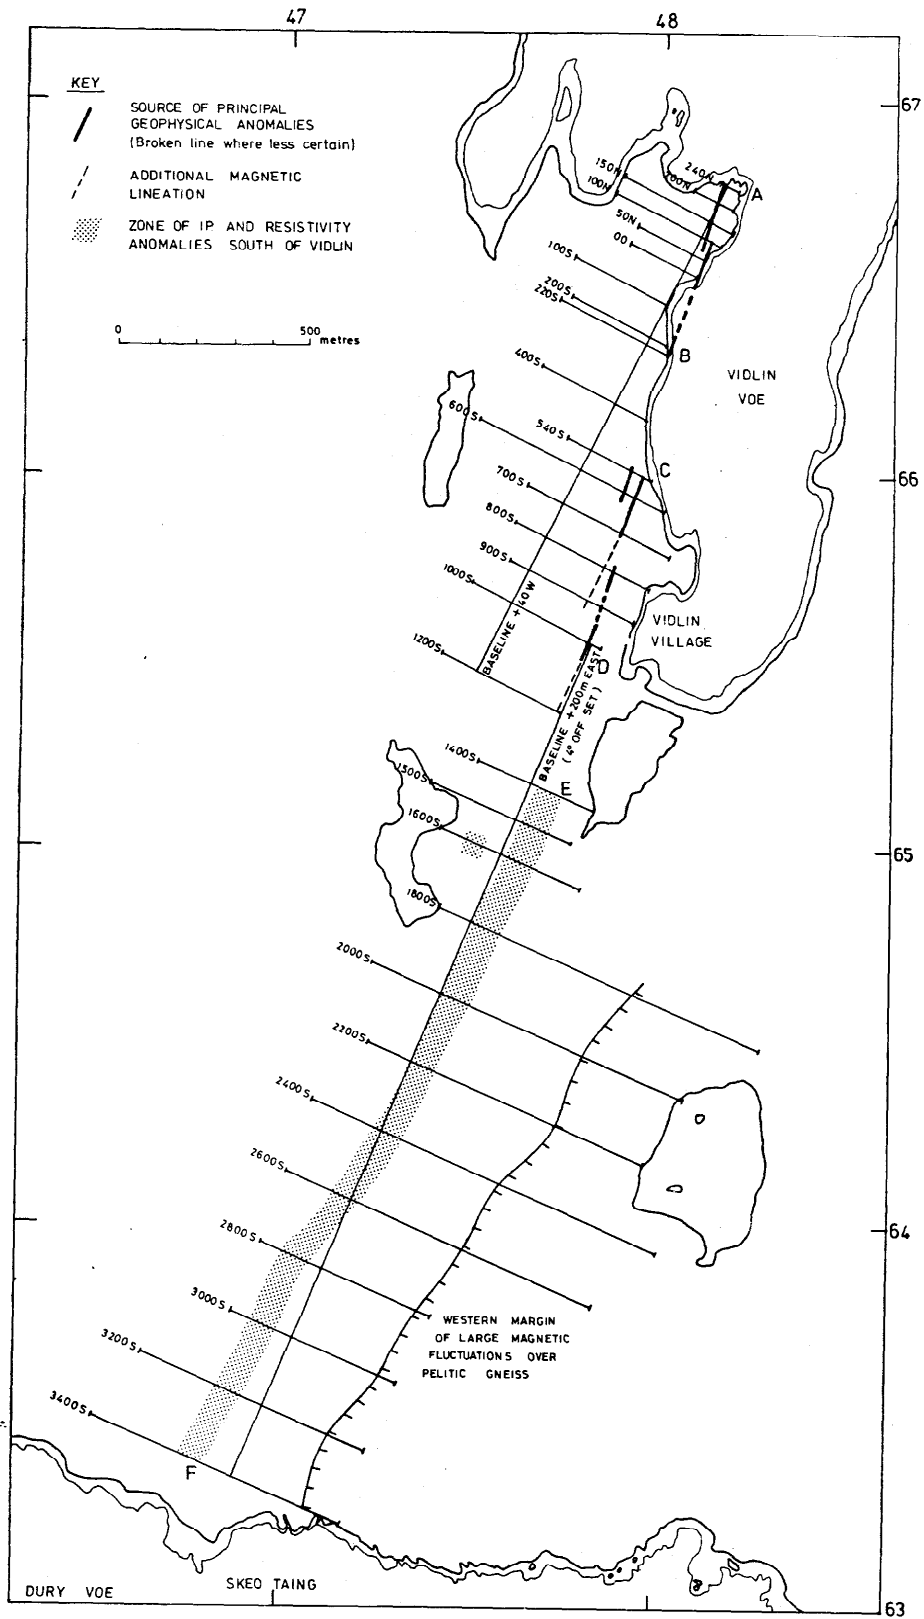 47
48
KEY
SOURCE OF PRINCIPAL
GEOPHYSICAL ANOMALIES
(Broken line where less certain)
ADDITIONAL MAGNETIC
LINEATION
ZONE OF I.P. AND RESISTIVITY
ANOMALIES SOUTH OF VIDLIN
0 500 metres
67
240N
150N
100N
A
50N
00
100S
200S
220S
B
400S
VIDLIN
VOE
600S
540S
C
66
700S
800S
900S
1000S
BASELINE + 40W
VIDLIN
VILLAGE
1200S
D
BASELINE +200m EAST
(4° OFF SET)
1400S
E
1500S
1600S
65
1800S
2000S
2200S
2400S
2600S
64
2800S
3000S
WESTERN MARGIN
OF LARGE MAGNETIC
FLUCTUATIONS OVER
PELITIC GNEISS
3200S
3400S
F
DURY VOE
SKEO TAING
63